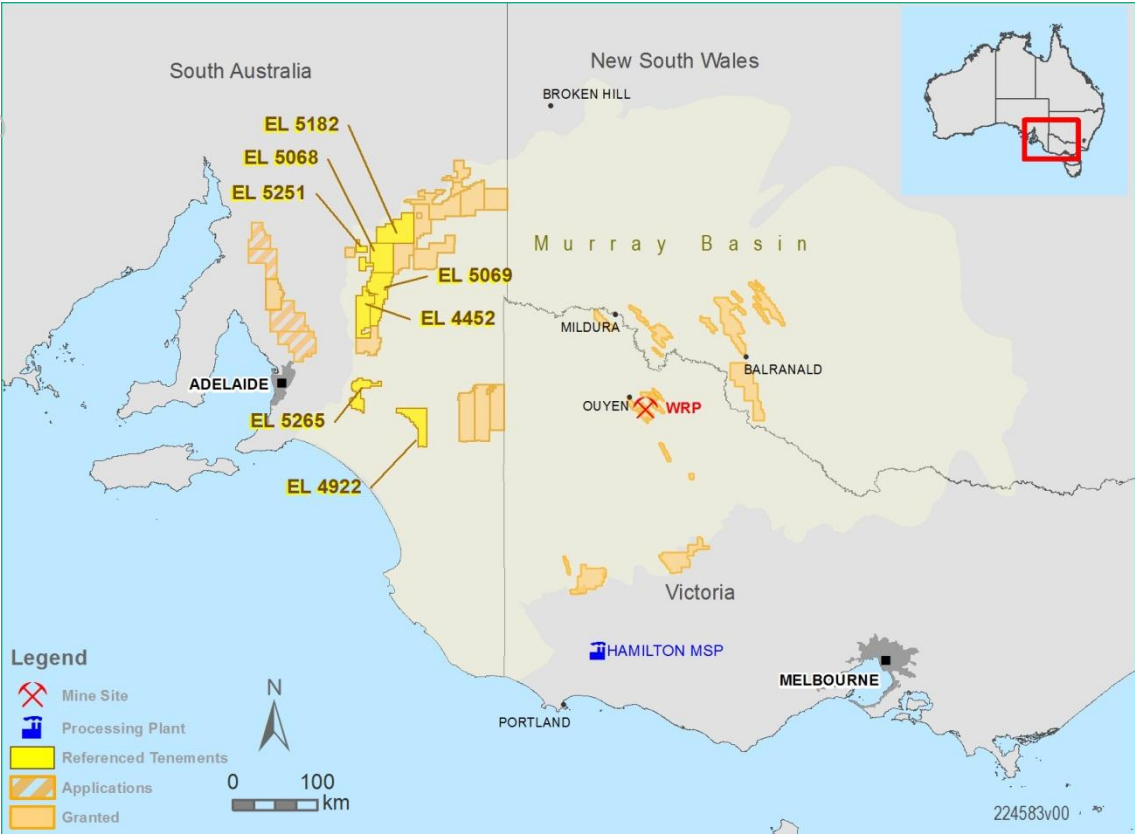 South Australia
New South Wales
BROKEN HILL
EL 5182
EL 5068
EL 5251
Murray Basin
EL 5069
EL 4452
MILDURA
BALRANALD
ADELAIDE
OUYEN
WRP
EL 5265
EL 4922
Victoria
HAMILTON MSP
MELBOURNE
PORTLAND
Legend
Mine Site
Processing Plant
Referenced Tenements
Applications
Granted
N
0 100
km
224583v00